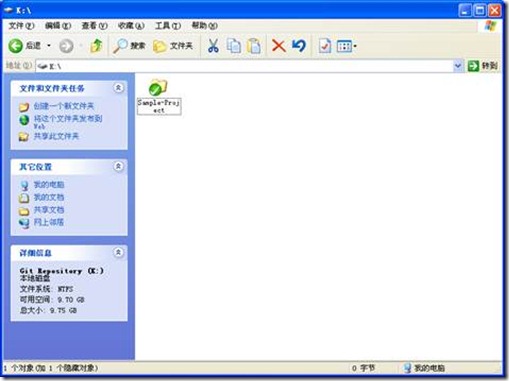 K:\
文件(F) 编辑(E) 查看(V) 收藏(A) 工具(T) 帮助(H)
后退 搜索 文件夹
地址(D) K:\ 转到
文件和文件夹任务
创建一个新文件夹
将这个文件夹发布到
Web
共享此文件夹
其它位置
我的电脑
我的文档
共享文档
网上邻居
详细信息
Git Repository (K:)
本地磁盘
文件系统: NTFS
可用空间: 9.70 GB
总大小: 9.75 GB
Sample-Proj
ect
1 个对象(加 1 个隐藏对象) 0 字节 我的电脑